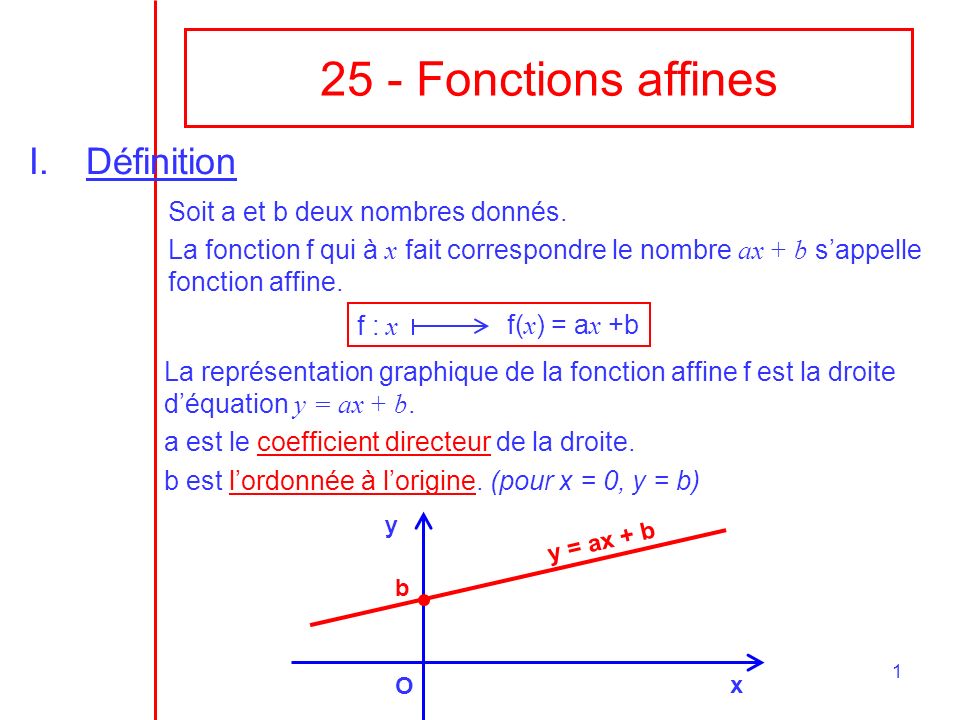 25 - Fonctions affines
I. Définition
Soit a et b deux nombres donnés.
La fonction f qui à x fait correspondre le nombre ax + b s’appelle
fonction affine.
f : x ⟼ f(x) = ax +b
La représentation graphique de la fonction affine f est la droite
d’équation y = ax + b.
a est le coefficient directeur de la droite.
b est l’ordonnée à l’origine. (pour x = 0, y = b)
y
y = ax + b
b
O
x
1